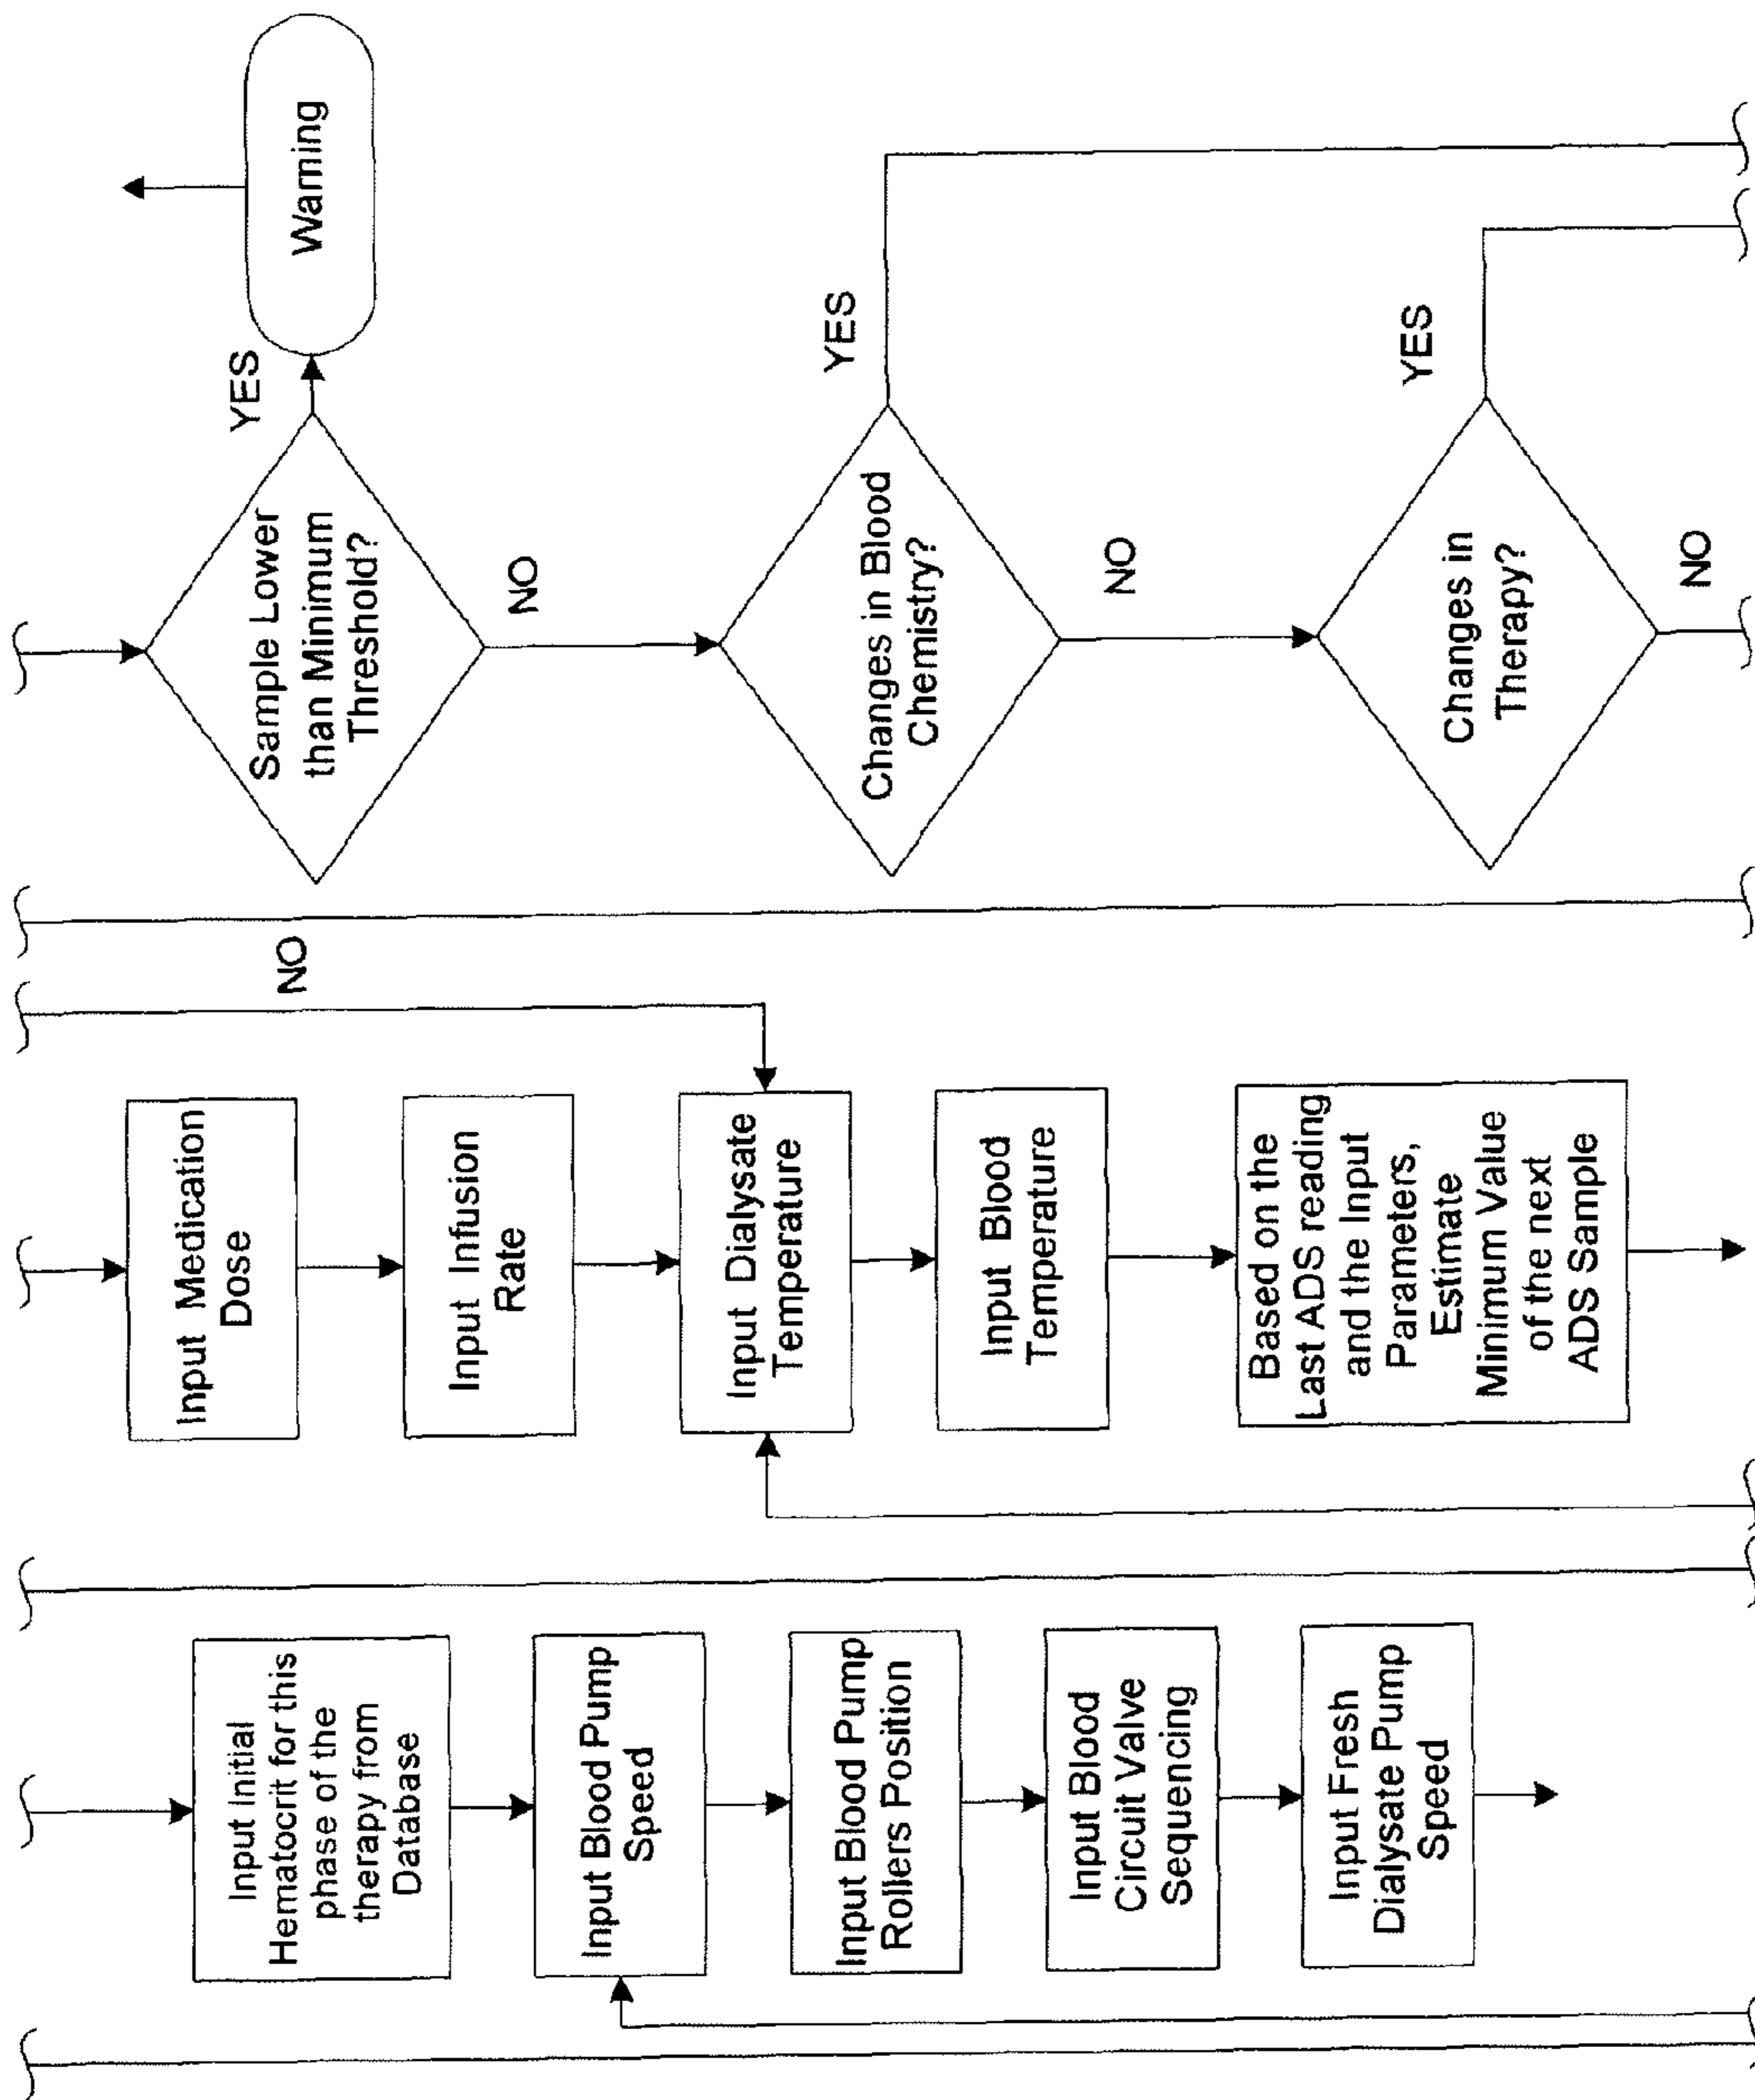 Input Initial
Hematocrit for this
phase of the
therapy from
Database
Input Blood Pump
Speed
Input Blood Pump
Rollers Position
Input Blood
Circuit Valve
Sequencing
Input Fresh
Dialysate Pump
Speed
Input Medication
Dose
Input Infusion
Rate
NO
Input Dialysate
Temperature
Input Blood
Temperature
Based on the
Last ADS reading
and the Input
Parameters,
Estimate
Minimum Value
of the next
ADS Sample
Sample Lower
than Minimum
Threshold?
YES
Warning
NO
Changes in Blood
Chemistry?
YES
NO
Changes in
Therapy?
YES
NO